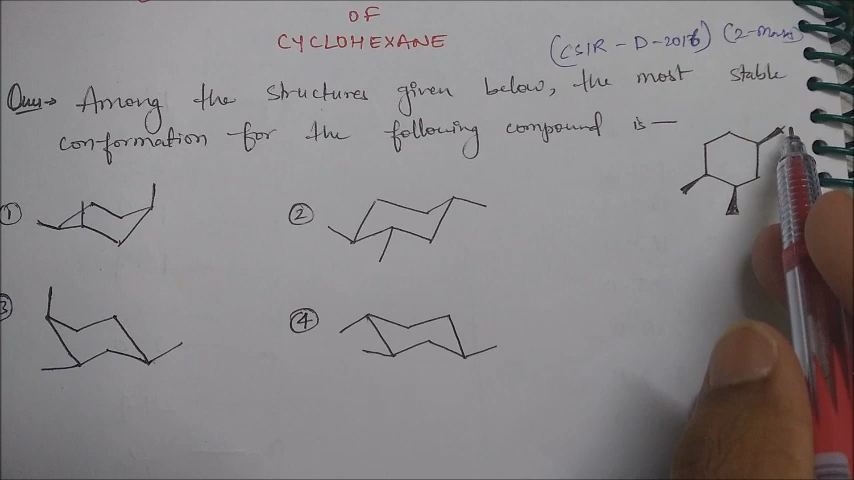 OF
CYCLOHEXANE
(CSIR - D - 2016) (2-Marks)
Ques → Among the structures given below, the most stable
conformation for the following compound is —
①
②
③
④